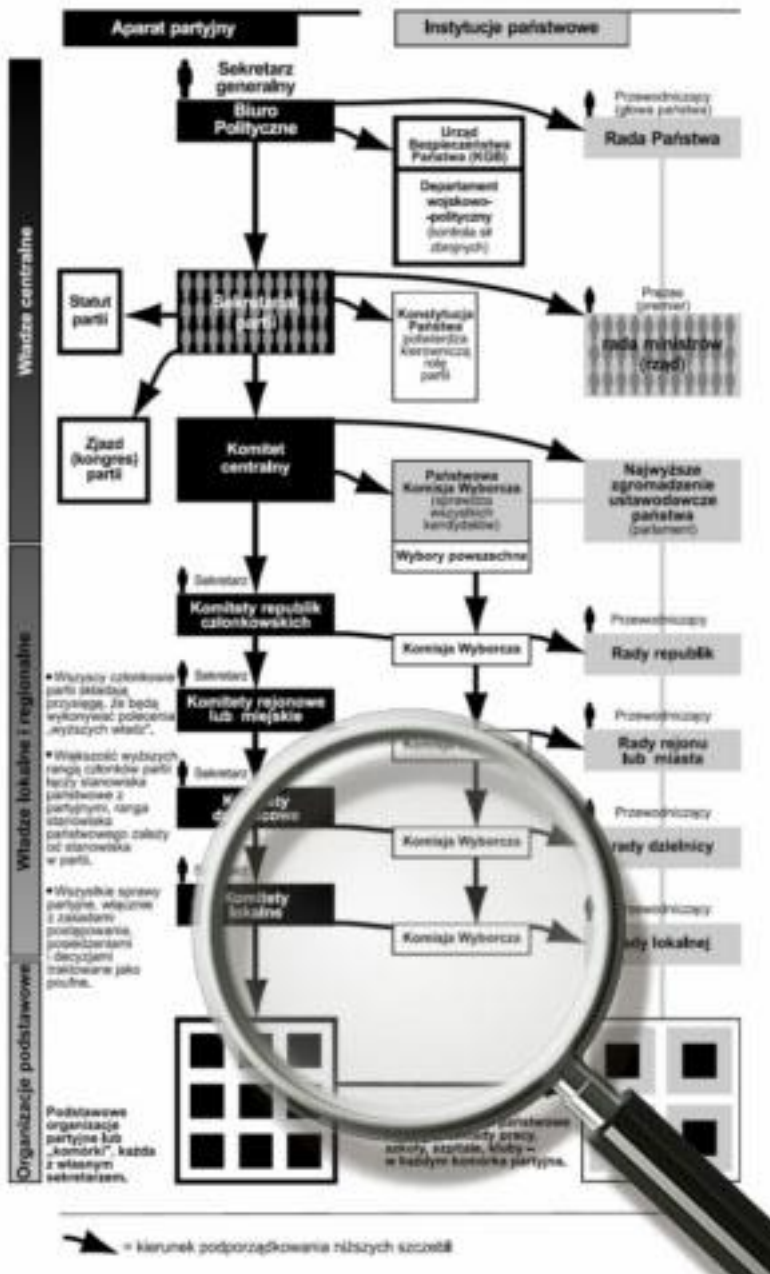 Aparat partyjny
Instytucje państwowe
Władze centralne
Sekretarz
generalny
Biuro
Polityczne
Urząd
Bezpieczeństwa
Państwa (KGB)
Departament
wojskowo-
-polityczny
(kontrola sił
zbrojnych)
Przewodniczący
(głowa państwa)
Rada Państwa
Statut
partii
Sekretariat
partii
Konstytucja
Państwa
potwierdza
kierowniczą
rolę
partii
Prezes
(premier)
rada ministrów
(rząd)
Zjazd
(kongres)
partii
Komitet
centralny
Państwowa
Komisja Wyborcza
(sprawdza
wszystkich
kandydatów)
Wybory powszechne
Najwyższe
zgromadzenie
ustawodawcze
państwa
(parlament)
Władze lokalne i regionalne
Sekretarz
Komitety republik
członkowskich
Komisja Wyborcza
Przewodniczący
Rady republik
• Wszyscy członkowie
partii składają
przysięgę, że będą
wykonywać polecenia
„wyższych władz”.
Sekretarz
Komitety rejonowe
lub miejskie
Komisja Wyborcza
Przewodniczący
Rady rejonu
lub miasta
• Większość wyższych
rangą członków partii
łączy stanowiska
państwowe z
partyjnymi, ranga
stanowiska
państwowego zależy
od stanowiska
w partii.
Sekretarz
Komisja Wyborcza
Przewodniczący
rady dzielnicy
• Wszystkie sprawy
partyjne, włącznie
z zasadami
postępowania,
posiedzeniami
i decyzjami
traktowane jako
poufne.
Komitety
lokalne
Komisja Wyborcza
Przewodniczący
lokalnej
Organizacje podstawowe
Podstawowe
organizacje
partyjne lub
„komórki”, każda
z własnym
sekretarzem.
państwowe
pracy,
szkoły, szpitale, kluby –
w każdym komórka partyjna.
= kierunek podporządkowania niższych szczebli